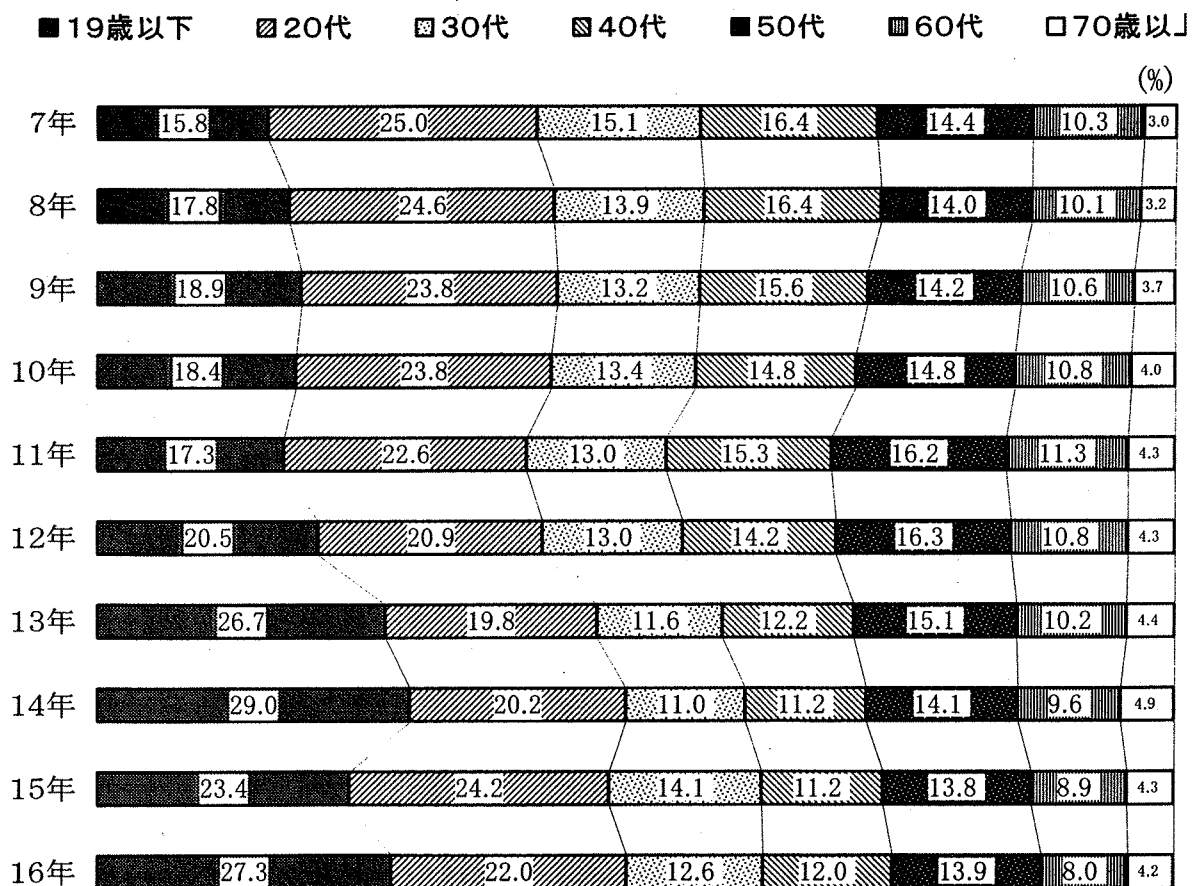 ■19歳以下 ▨20代 ▨30代 ▨40代 ■50代 ▥60代 □70歳以上
(%)
7年 15.8 25.0 15.1 16.4 14.4 10.3 3.0
8年 17.8 24.6 13.9 16.4 14.0 10.1 3.2
9年 18.9 23.8 13.2 15.6 14.2 10.6 3.7
10年 18.4 23.8 13.4 14.8 14.8 10.8 4.0
11年 17.3 22.6 13.0 15.3 16.2 11.3 4.3
12年 20.5 20.9 13.0 14.2 16.3 10.8 4.3
13年 26.7 19.8 11.6 12.2 15.1 10.2 4.4
14年 29.0 20.2 11.0 11.2 14.1 9.6 4.9
15年 23.4 24.2 14.1 11.2 13.8 8.9 4.3
16年 27.3 22.0 12.6 12.0 13.9 8.0 4.2